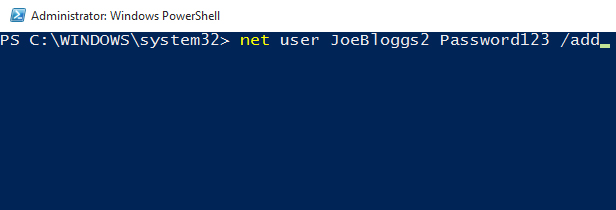 Administrator: Windows PowerShell
PS C:\WINDOWS\system32> net user JoeBloggs2 Password123 /add